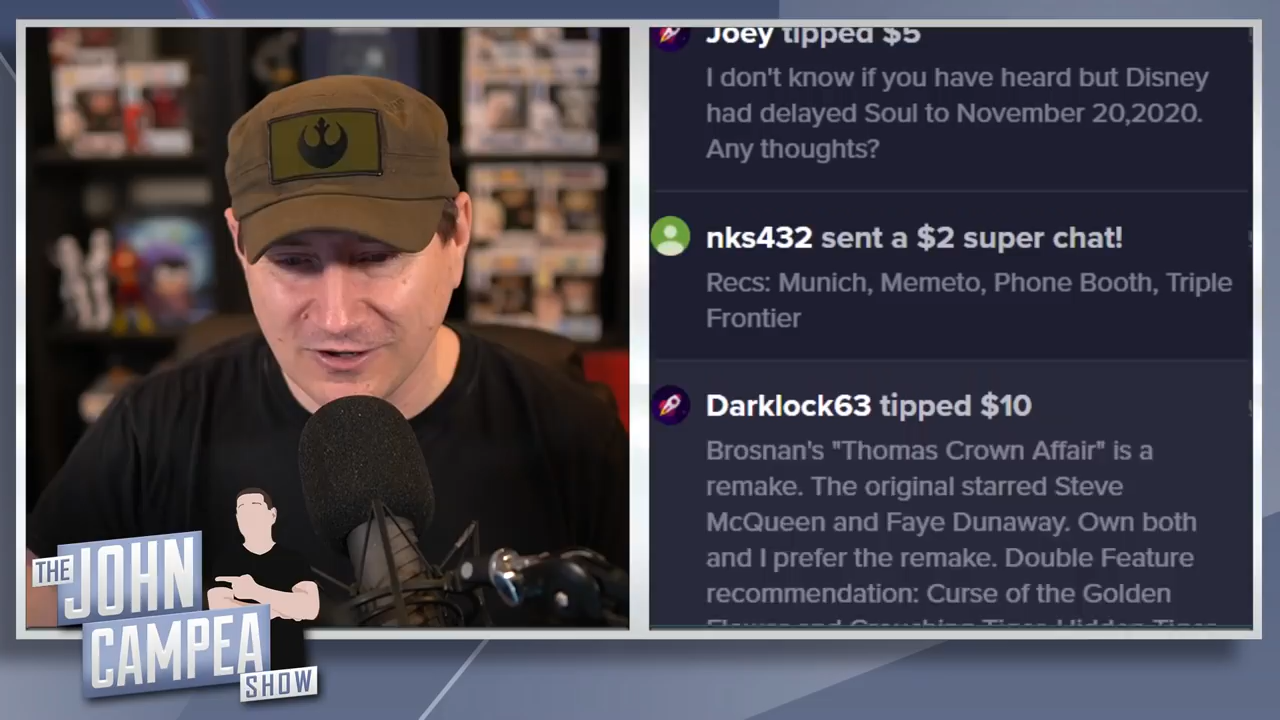 Joey tipped $5
I don't know if you have heard but Disney
had delayed Soul to November 20,2020.
Any thoughts?
nks432 sent a $2 super chat!
Recs: Munich, Memeto, Phone Booth, Triple
Frontier
Darklock63 tipped $10
Brosnan's "Thomas Crown Affair" is a
remake. The original starred Steve
McQueen and Faye Dunaway. Own both
and I prefer the remake. Double Feature
recommendation: Curse of the Golden
THE
JOHN
CAMPEA
SHOW